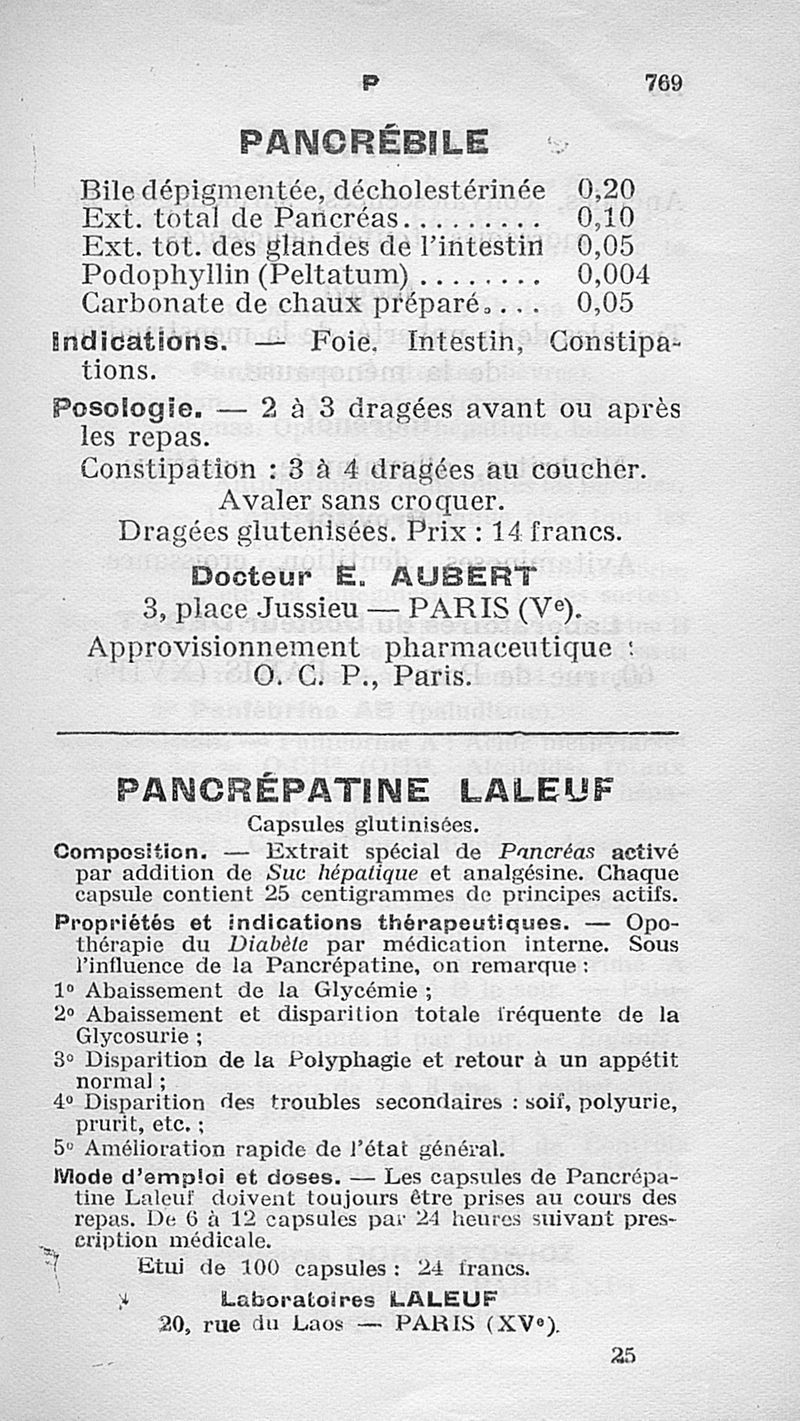 P 769
PANCRÉBILE
Bile dépigmentée, décholestérinée 0,20
Ext. total de Pancréas......... 0,10
Ext. tot. des glandes de l'intestin 0,05
Podophyllin (Peltatum)........ 0,004
Carbonate de chaux préparé.... 0,05
Indications. — Foie, Intestin, Constipa-
tions.
Posologie. — 2 à 3 dragées avant ou après
les repas.
Constipation : 3 à 4 dragées au coucher.
Avaler sans croquer.
Dragées glutenisées. Prix : 14 francs.
Docteur E. AUBERT
3, place Jussieu — PARIS (Ve).
Approvisionnement pharmaceutique :
O. C. P., Paris.
PANCRÉPATINE LALEUF
Capsules glutinisées.
Composition. — Extrait spécial de Pancréas activé
par addition de Suc hépatique et analgésine. Chaque
capsule contient 25 centigrammes de principes actifs.
Propriétés et indications thérapeutiques. — Opo-
thérapie du Diabète par médication interne. Sous
l'influence de la Pancrépatine, on remarque :
1° Abaissement de la Glycémie ;
2° Abaissement et disparition totale fréquente de la
Glycosurie ;
3° Disparition de la Polyphagie et retour à un appétit
normal ;
4° Disparition des troubles secondaires : soif, polyurie,
prurit, etc. ;
5° Amélioration rapide de l'état général.
Mode d'emploi et doses. — Les capsules de Pancrépa-
tine Laleuf doivent toujours être prises au cours des
repas. De 6 à 12 capsules par 24 heures suivant pres-
cription médicale.
Etui de 100 capsules : 24 francs.
Laboratoires LALEUF
20, rue du Laos — PARIS (XVe).
25